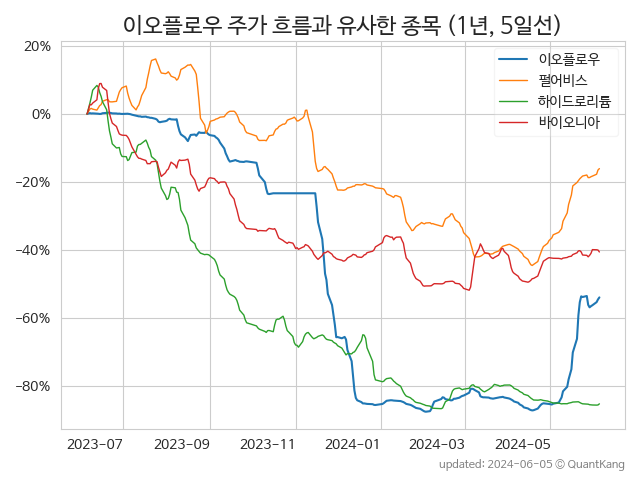 이오플로우 주가 흐름과 유사한 종목 (1년, 5일선)
20%
0%
−20%
−40%
−60%
−80%
이오플로우
펄어비스
하이드로리튬
바이오니아
2023−07
2023−09
2023−11
2024−01
2024−03
2024−05
updated: 2024-06-05 © QuantKang